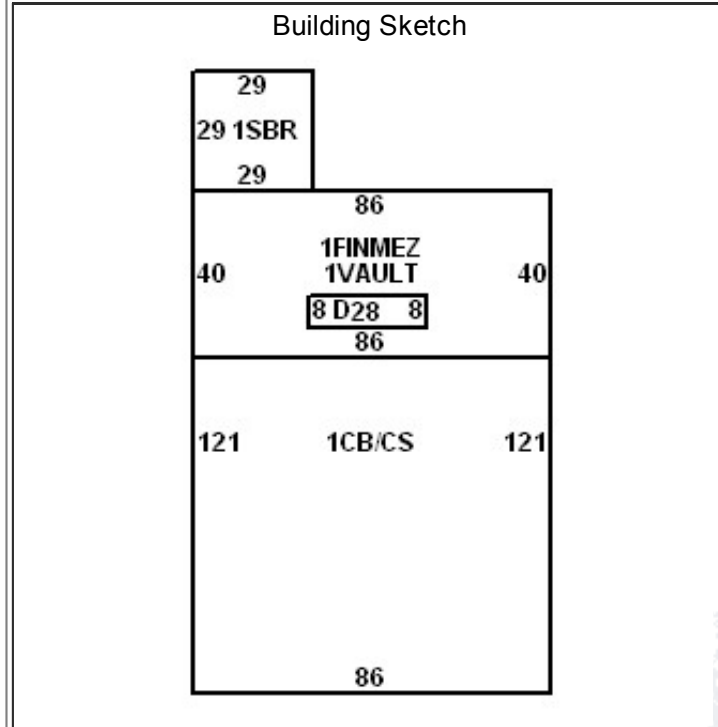 Building Sketch
29
29 1SBR
29
86
1FINMEZ
40 1VAULT 40
8 D28 8
86
121 1CB/CS 121
86